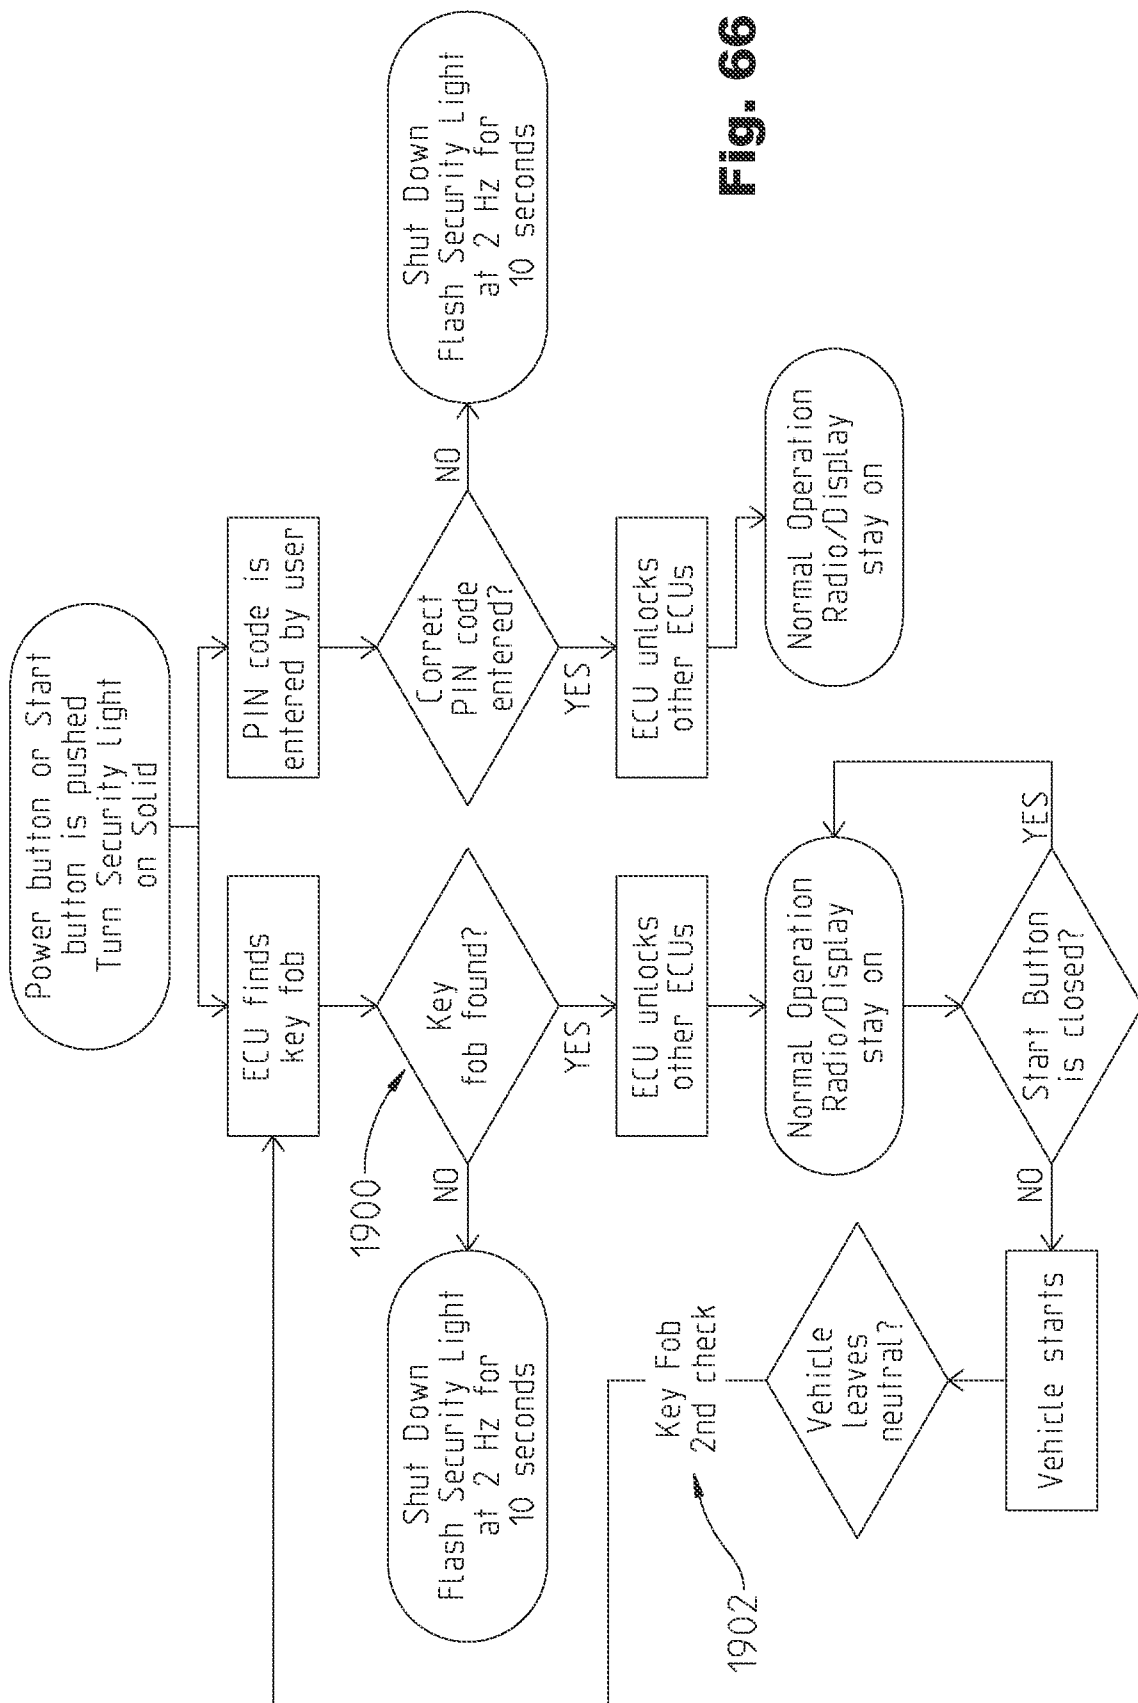 Power button or Start
button is pushed
Turn Security Light
on Solid
ECU finds
key fob
PIN code is
entered by user
1900
Key
fob found?
NO
YES
Correct
PIN code
entered?
NO
YES
Shut Down
Flash Security Light
at 2 Hz for
10 seconds
Shut Down
Flash Security Light
at 2 Hz for
10 seconds
ECU unlocks
other ECUs
ECU unlocks
other ECUs
Key Fob
2nd check
1902
Normal Operation
Radio/Display
stay on
Normal Operation
Radio/Display
stay on
Vehicle
leaves
neutral?
Start Button
is closed?
NO
YES
Vehicle starts
Fig. 66